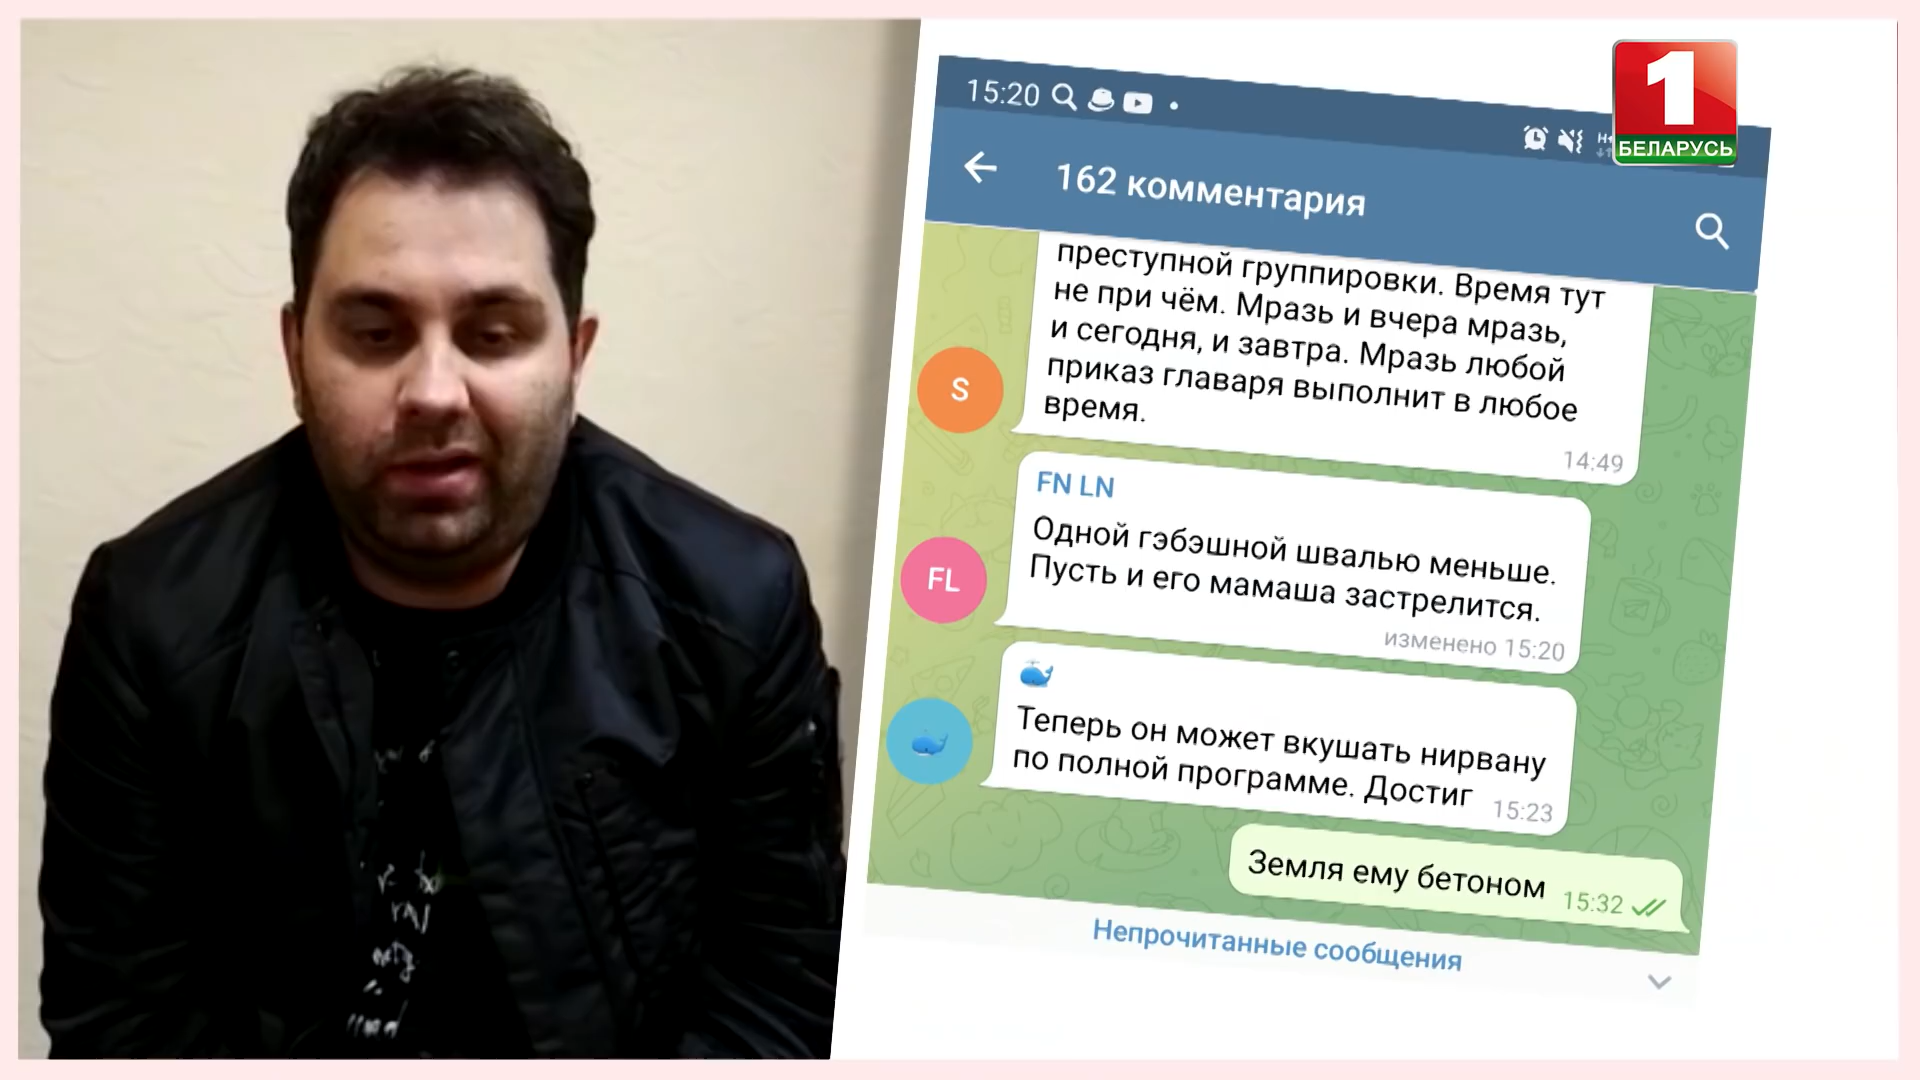 1
БЕЛАРУСЬ
15:20
162 комментария
преступной группировки. Время тут
не при чём. Мразь и вчера мразь,
и сегодня, и завтра. Мразь любой
приказ главаря выполнит в любое
время.
14:49
S
FN LN
Одной гэбэшной швалью меньше.
Пусть и его мамаша застрелится.
изменено 15:20
FL
Теперь он может вкушать нирвану
по полной программе. Достиг
15:23
Земля ему бетоном
15:32
Непрочитанные сообщения